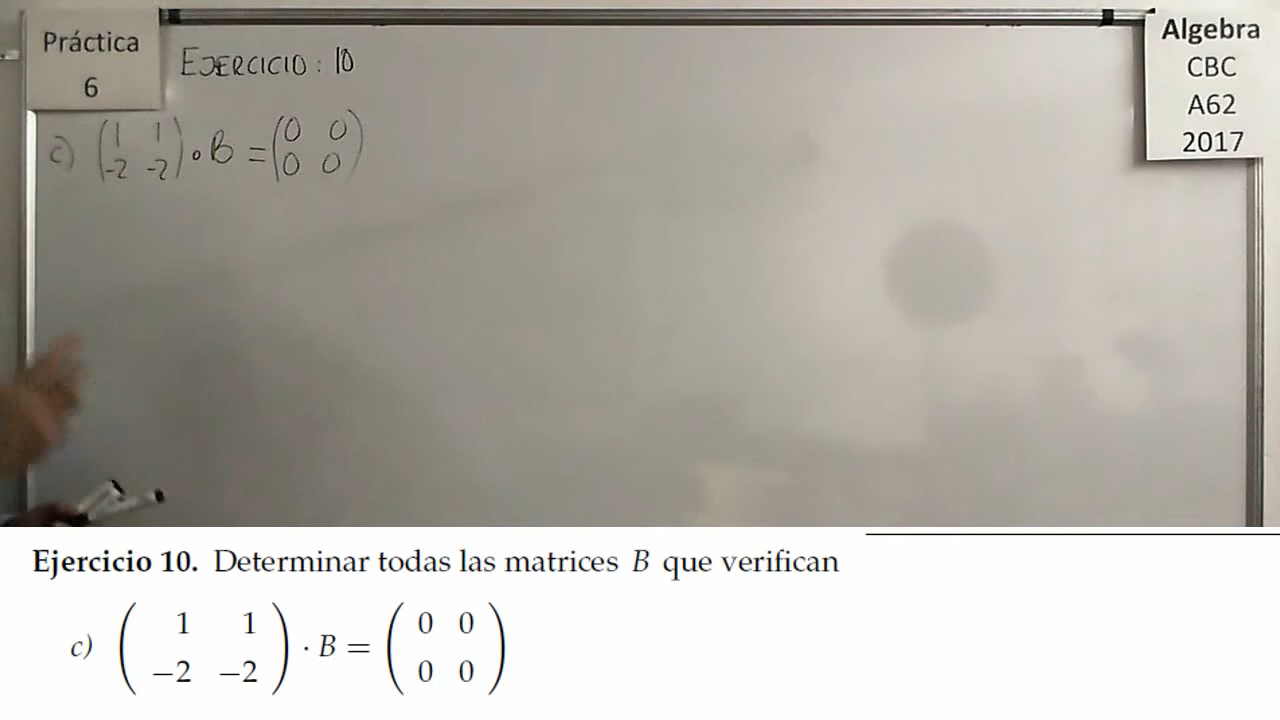 Práctica
6
EJERCICIO: 10
Algebra
CBC
A62
2017
c) (1 1
-2 -2) · B = (0 0
0 0)
Ejercicio 10. Determinar todas las matrices B que verifican
c) (1 1
−2 −2) · B = (0 0
0 0)